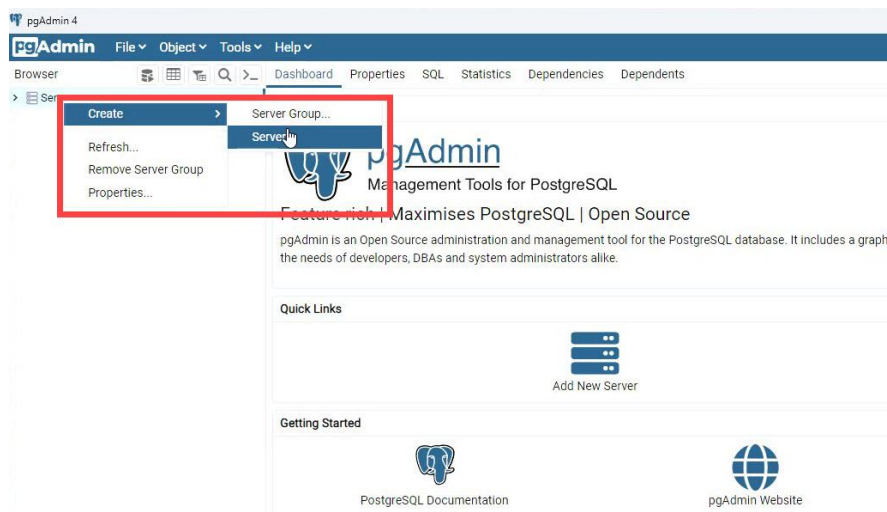 pgAdmin 4
pgAdmin File Object Tools Help
Browser Dashboard Properties SQL Statistics Dependencies Dependents
Create Server Group...
Refresh...
Remove Server Group
Properties...
pgAdmin
Management Tools for PostgreSQL
Feature rich | Maximises PostgreSQL | Open Source
pgAdmin is an Open Source administration and management tool for the PostgreSQL database. It includes a graph
the needs of developers, DBAs and system administrators alike.
Quick Links
Add New Server
Getting Started
PostgreSQL Documentation pgAdmin Website